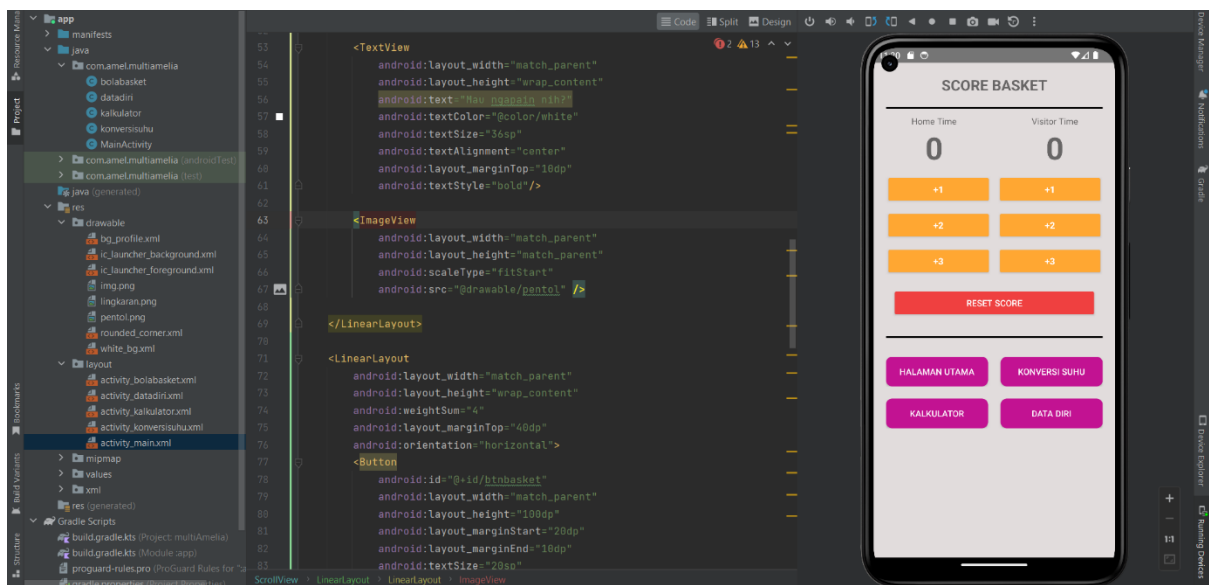 Resource Mana
Project
Bookmarks
Build Variants
Structure
app
manifests
java
com.amel.multiamelia
bolabasket
datadiri
kalkulator
konversisuhu
MainActivity
com.amel.multiamelia (androidTest)
com.amel.multiamelia (test)
java (generated)
res
drawable
bg_profile.xml
ic_launcher_background.xml
ic_launcher_foreground.xml
img.png
lingkaran.png
pentol.png
rounded_corner.xml
white_bg.xml
layout
activity_bolabasket.xml
activity_datadiri.xml
activity_kalkulator.xml
activity_konversisuhu.xml
activity_main.xml
mipmap
values
xml
res (generated)
Gradle Scripts
build.gradle.kts (Project: multiAmelia)
build.gradle.kts (Module :app)
proguard-rules.pro (ProGuard Rules for ":a
gradle.properties (Project Properties)
Code Split Design
2 13
53 <TextView
54 android:layout_width="match_parent"
55 android:layout_height="wrap_content"
56 android:text="Mau ngapain nih?"
57 android:textColor="@color/white"
58 android:textSize="36sp"
59 android:textAlignment="center"
60 android:layout_marginTop="10dp"
61 android:textStyle="bold"/>
62
63 <ImageView
64 android:layout_width="match_parent"
65 android:layout_height="match_parent"
66 android:scaleType="fitStart"
67 android:src="@drawable/pentol" />
68
69 </LinearLayout>
70
71 <LinearLayout
72 android:layout_width="match_parent"
73 android:layout_height="wrap_content"
74 android:weightSum="4"
75 android:layout_marginTop="40dp"
76 android:orientation="horizontal">
77 <Button
78 android:id="@+id/btnbasket"
79 android:layout_width="match_parent"
80 android:layout_height="100dp"
81 android:layout_marginStart="20dp"
82 android:layout_marginEnd="10dp"
83 android:textSize="20sp"
ScrollView > LinearLayout > LinearLayout > ImageView
SCORE BASKET
Home Time Visitor Time
0 0
+1 +1
+2 +2
+3 +3
RESET SCORE
HALAMAN UTAMA KONVERSI SUHU
KALKULATOR DATA DIRI
1:1
Device Manager
Notifications
Gradle
Device Explorer
Running Devices